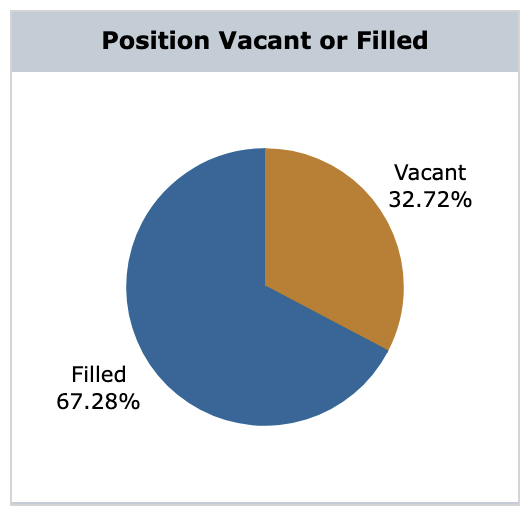 Position Vacant or Filled
Vacant
32.72%
Filled
67.28%